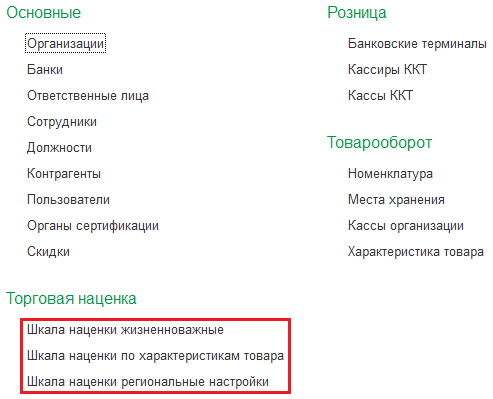 Основные
Организации
Банки
Ответственные лица
Сотрудники
Должности
Контрагенты
Пользователи
Органы сертификации
Скидки
Торговая наценка
Шкала наценки жизненноважные
Шкала наценки по характеристикам товара
Шкала наценки региональные настройки
Розница
Банковские терминалы
Кассиры ККТ
Кассы ККТ
Товарооборот
Номенклатура
Места хранения
Кассы организации
Характеристика товара